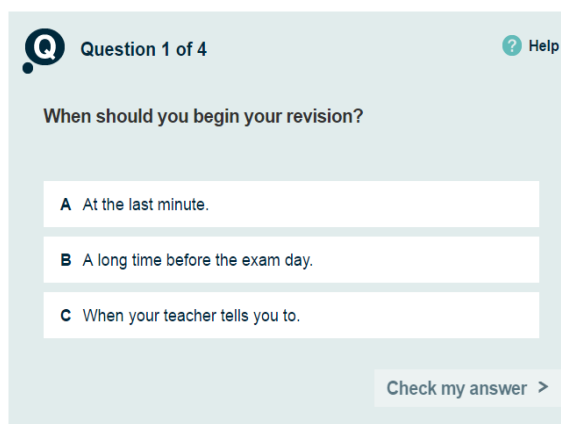 Q Question 1 of 4
? Help
When should you begin your revision?
A At the last minute.
B A long time before the exam day.
C When your teacher tells you to.
Check my answer >